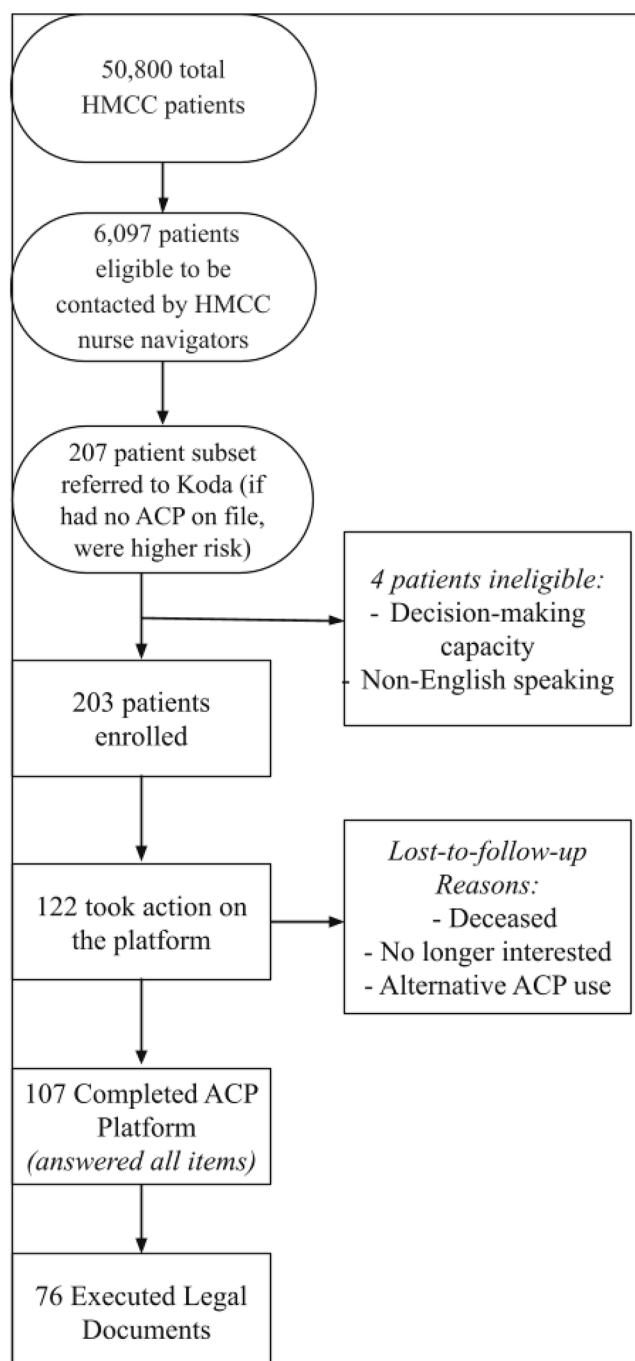 50,800 total
HMCC patients
6,097 patients
eligible to be
contacted by HMCC
nurse navigators
207 patient subset
referred to Koda (if
had no ACP on file,
were higher risk)
4 patients ineligible:
- Decision-making
capacity
- Non-English speaking
203 patients
enrolled
122 took action on
the platform
Lost-to-follow-up
Reasons:
- Deceased
- No longer interested
- Alternative ACP use
107 Completed ACP
Platform
(answered all items)
76 Executed Legal
Documents